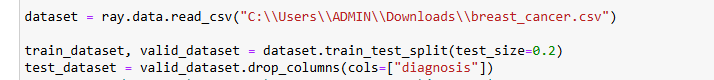 dataset = ray.data.read_csv("C:\\Users\\ADMIN\\Downloads\\breast_cancer.csv")
train_dataset, valid_dataset = dataset.train_test_split(test_size=0.2)
test_dataset = valid_dataset.drop_columns(cols=["diagnosis"])